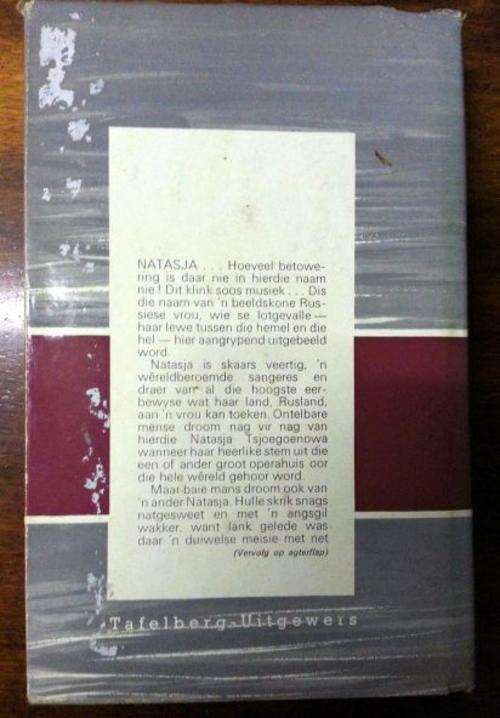 NATASJA . . . Hoeveel betowe-
ring is daar nie in hierdie naam
nie! Dit klink soos musiek . . . Dis
die naam van 'n beeldskone Rus-
siese vrou, wie se lotgevalle —
haar lewe tussen die hemel en die
hel — hier aangrypend uitgebeeld
word.
Natasja is skaars veertig, 'n
wêreldberoemde sangeres en
draer van al die hoogste eer-
bewyse wat haar land, Rusland,
aan 'n vrou kan toeken. Ontelbare
mense droom nag vir nag van
hierdie Natasja Tsjoegoenowa
wanneer haar heerlike stem uit die
een of ander groot operahuis oor
die hele wêreld gehoor word.
Maar baie mans droom ook van
'n ander Natasja. Hulle skrik snags
natgesweet en met 'n angsgil
wakker, want lank gelede was
daar 'n duiwelse meisie met net
(Vervolg op agterflap)
Tafelberg-Uitgewers